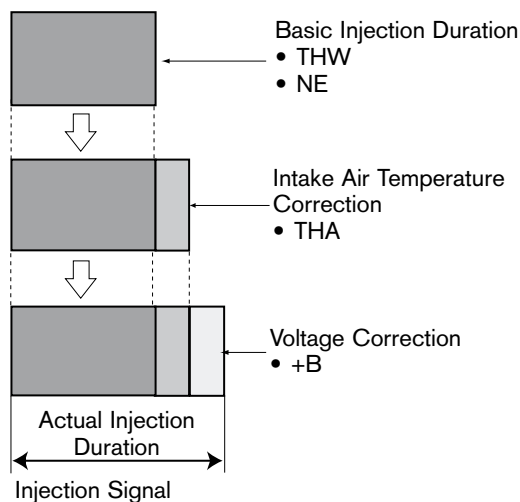 Basic Injection Duration
• THW
• NE
Intake Air Temperature
Correction
• THA
Voltage Correction
• +B
Actual Injection
Duration
Injection Signal